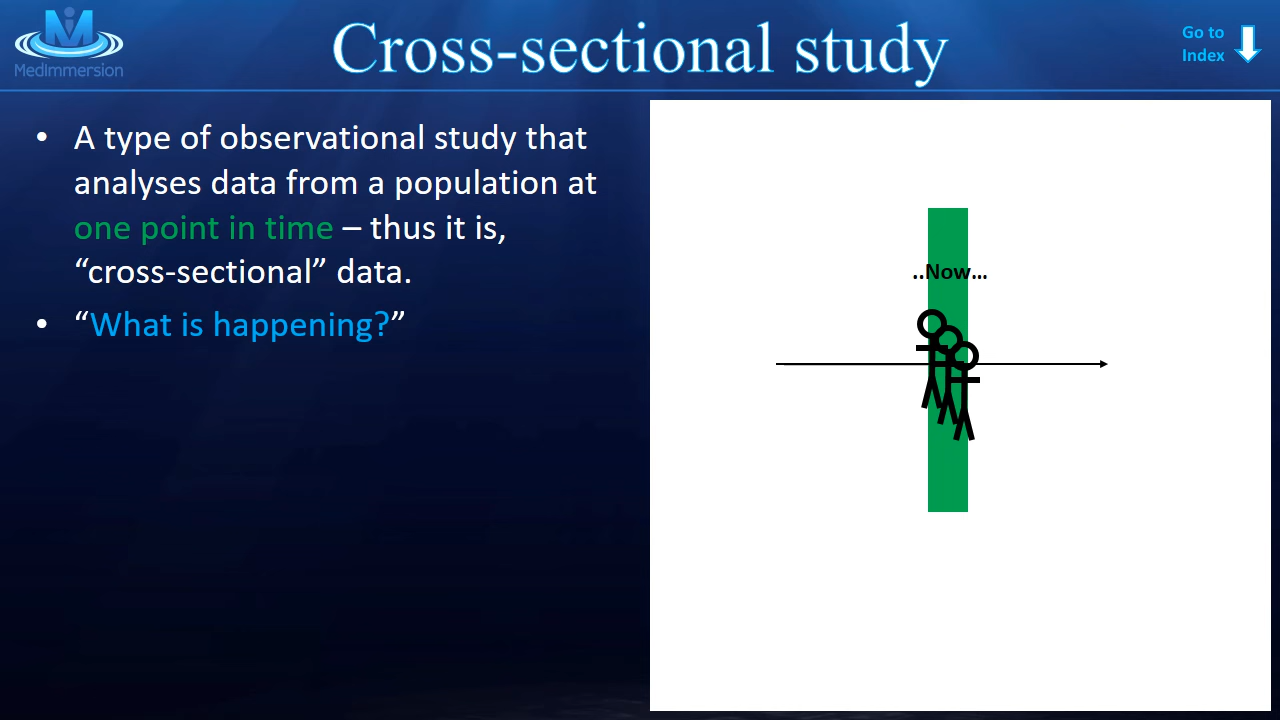 MedImmersion
Cross-sectional study
Go to
Index
• A type of observational study that
analyses data from a population at
one point in time – thus it is,
“cross-sectional” data.
• “What is happening?”
..Now...